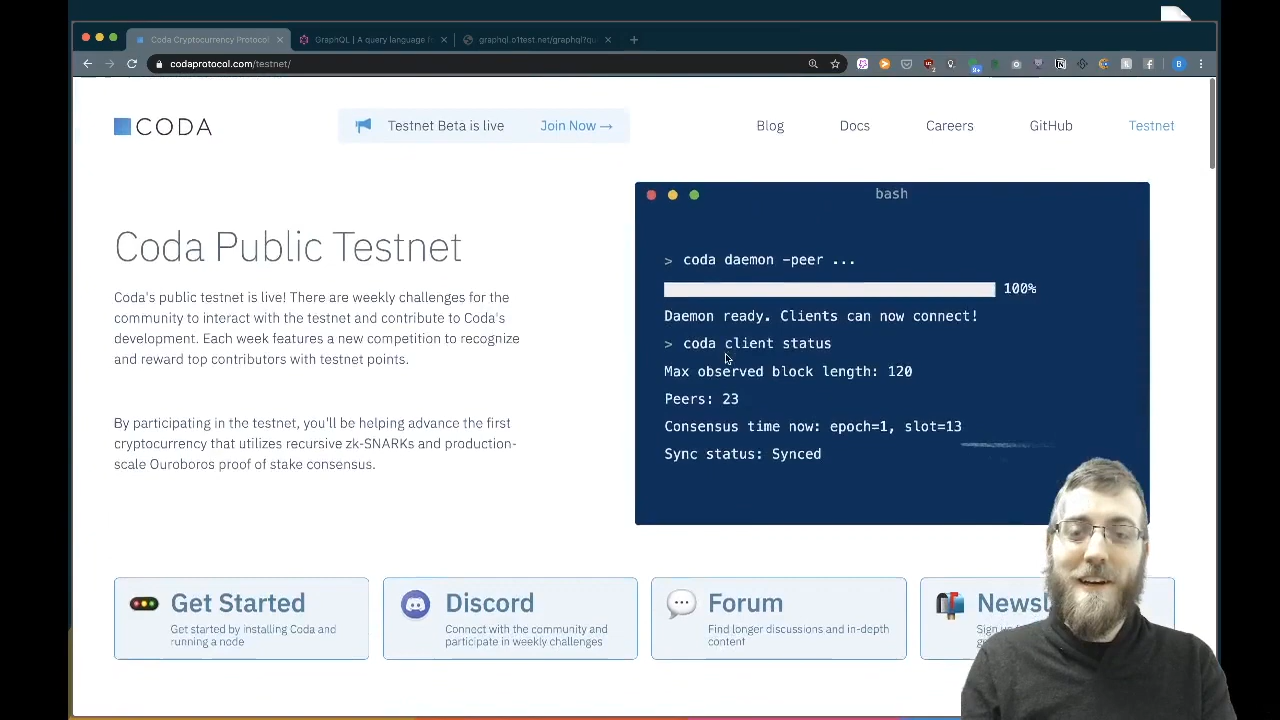 Coda Cryptocurrency Protocol
GraphQL | A query language f
graphql.o1test.net/graphql?qu
codaprotocol.com/testnet/
B
CODA
Testnet Beta is live
Join Now →
Blog
Docs
Careers
GitHub
Testnet
Coda Public Testnet
Coda's public testnet is live! There are weekly challenges for the
community to interact with the testnet and contribute to Coda's
development. Each week features a new competition to recognize
and reward top contributors with testnet points.
By participating in the testnet, you'll be helping advance the first
cryptocurrency that utilizes recursive zk-SNARKs and production-
scale Ouroboros proof of stake consensus.
bash
> coda daemon -peer ...
100%
Daemon ready. Clients can now connect!
> coda client status
Max observed block length: 120
Peers: 23
Consensus time now: epoch=1, slot=13
Sync status: Synced
Get Started
Get started by installing Coda and
running a node
Discord
Connect with the community and
participate in weekly challenges
Forum
Find longer discussions and in-depth
content
Newsl
Sign